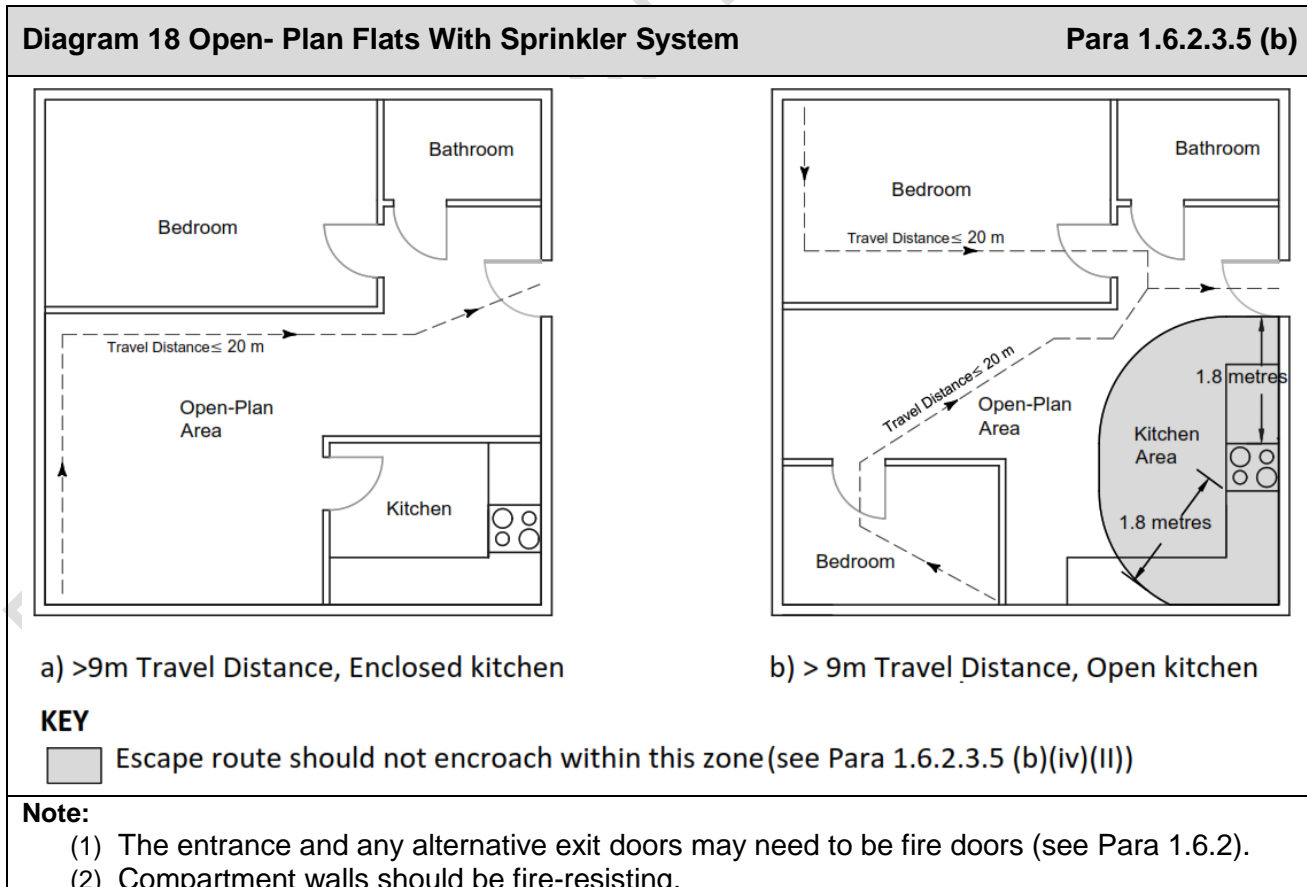 Diagram 18 Open- Plan Flats With Sprinkler System Para 1.6.2.3.5 (b)
Bedroom
Bathroom
Travel Distance≤ 20 m
Open-Plan
Area
Kitchen
a) >9m Travel Distance, Enclosed kitchen
Bathroom
Bedroom
Travel Distance≤ 20 m
Travel Distance≤ 20 m
1.8 metres
Open-Plan
Area
Kitchen
Area
1.8 metres
Bedroom
b) > 9m Travel Distance, Open kitchen
KEY
Escape route should not encroach within this zone (see Para 1.6.2.3.5 (b)(iv)(II))
Note:
(1) The entrance and any alternative exit doors may need to be fire doors (see Para 1.6.2).
(2) Compartment walls should be fire-resisting.